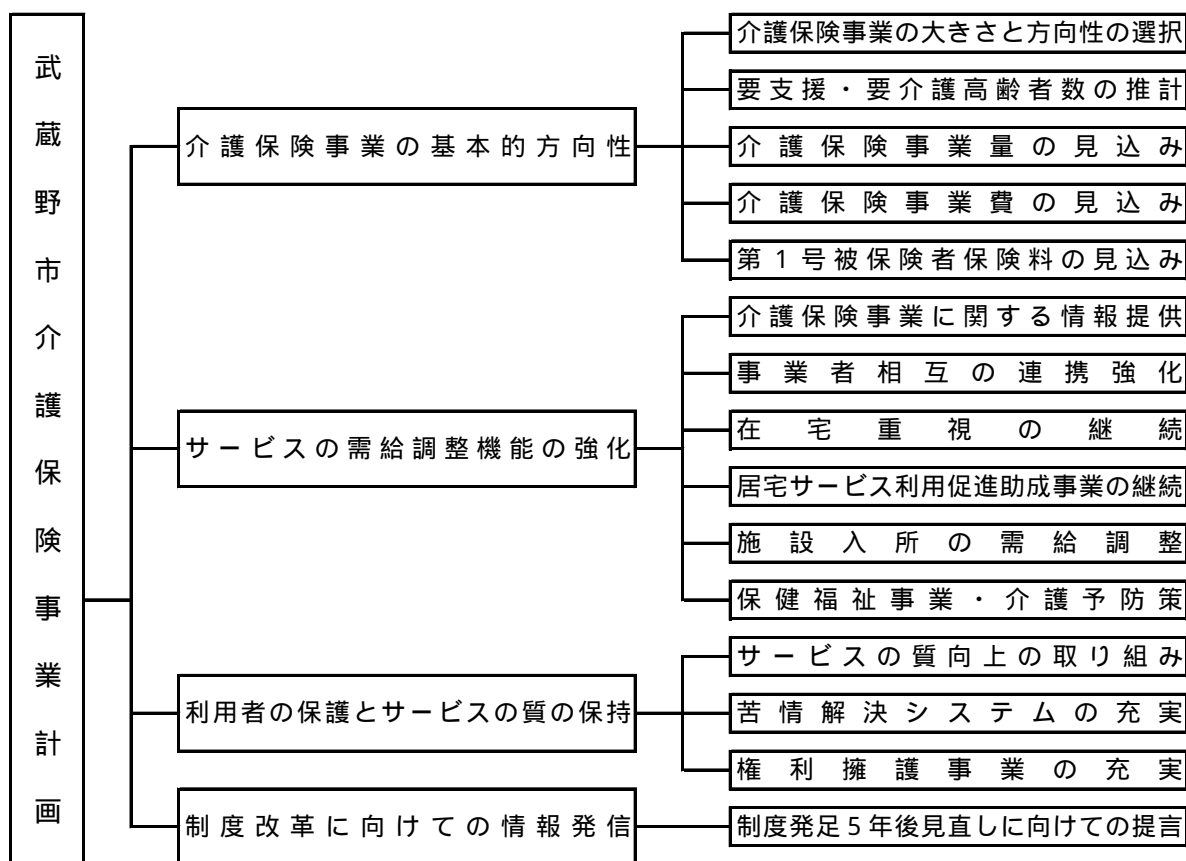 武蔵野市介護保険事業計画
介護保険事業の基本的方向性
介護保険事業の大きさと方向性の選択
要支援・要介護高齢者数の推計
介護保険事業量の見込み
介護保険事業費の見込み
第1号被保険者保険料の見込み
サービスの需給調整機能の強化
介護保険事業に関する情報提供
事業者相互の連携強化
在宅重視の継続
居宅サービス利用促進助成事業の継続
施設入所の需給調整
保健福祉事業・介護予防策
利用者の保護とサービスの質の保持
サービスの質向上の取り組み
苦情解決システムの充実
権利擁護事業の充実
制度改革に向けての情報発信
制度発足5年後見直しに向けての提言